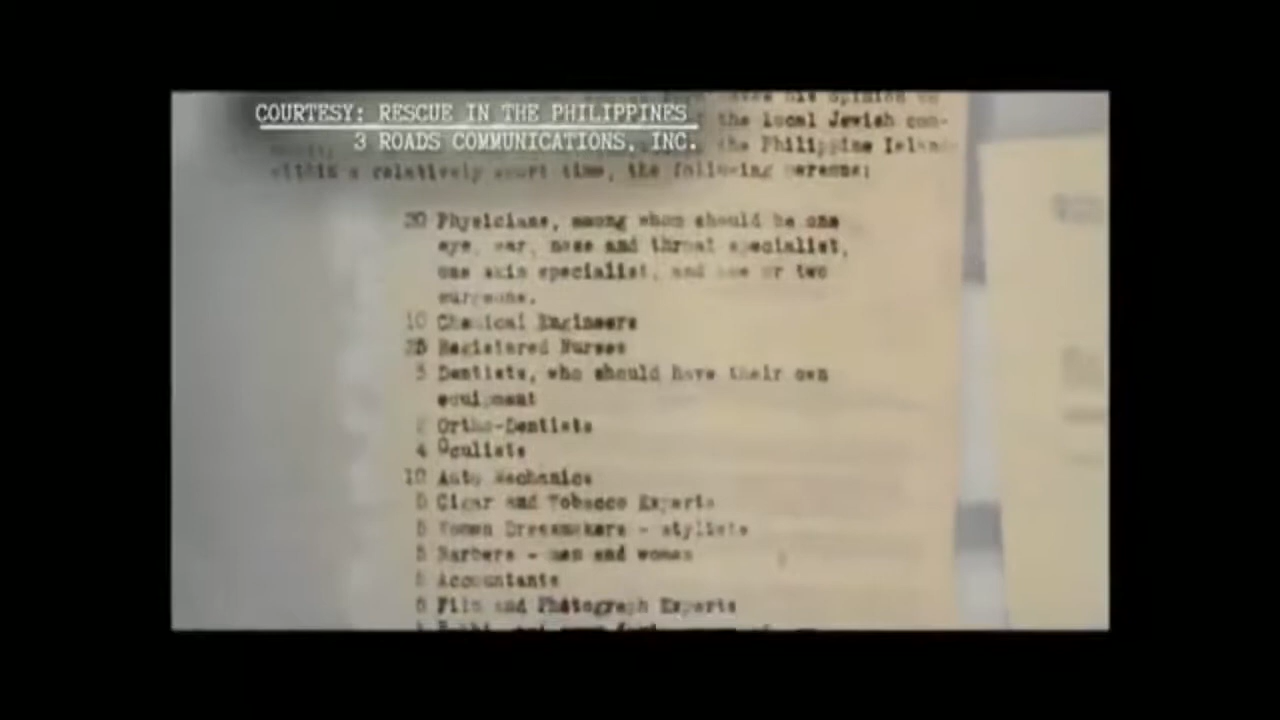 COURTESY: RESCUE IN THE PHILIPPINES
3 ROADS COMMUNICATIONS, INC.
his opinion
the local Jewish com-
the Philippine Islands
within a relatively short time, the following persons:
20 Physicians, among whom should be one
eye, ear, nose and throat specialist,
one skin specialist, and one or two
surgeons.
10 Chemical Engineers
25 Registered Nurses
5 Dentists, who should have their own
equipment
2 Ortho-Dentists
4 Oculists
10 Auto Mechanics
Cigar and Tobacco Experts
5 Women Dressmakers - stylists
5 Barbers - men and women
Accountants
Film and Photograph Experts